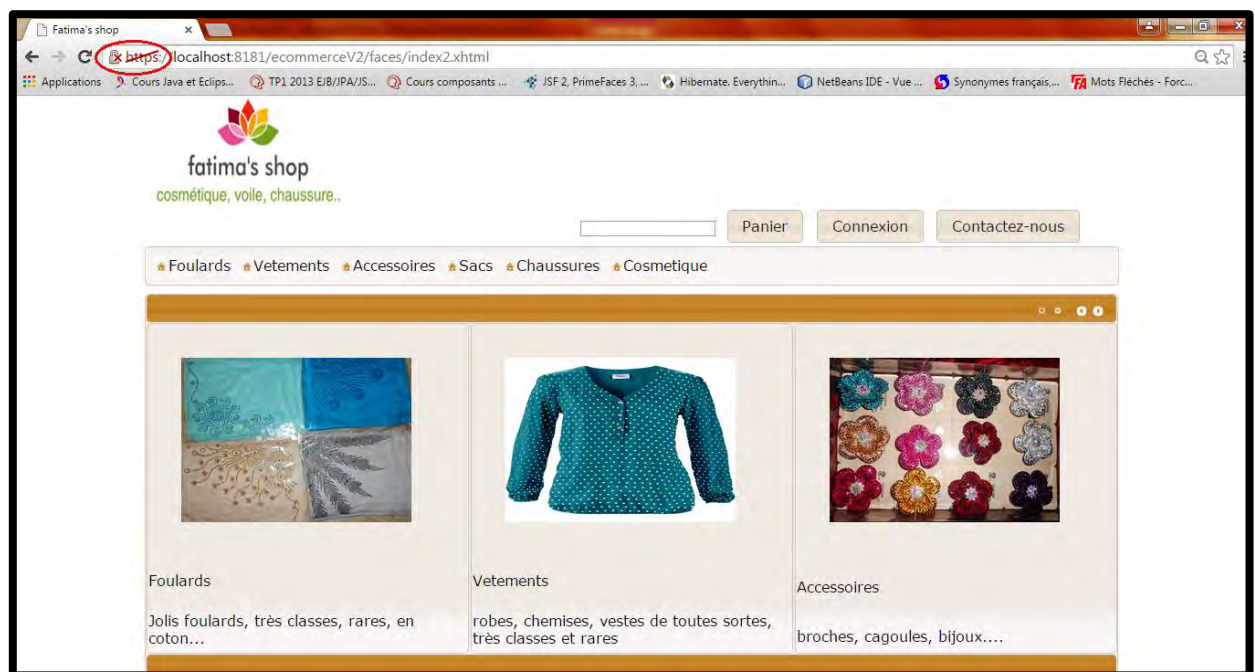 Fatima's shop
https://localhost:8181/ecommerceV2/faces/index2.xhtml
Applications Cours Java et Eclips... TP1 2013 EJB/JPA/JS... Cours composants ... JSF 2, PrimeFaces 3, ... Hibernate. Everythin... NetBeans IDE - Vue ... Synonymes français,... Mots Fléchés - Forc...
fatima's shop
cosmétique, voile, chaussure..
Panier Connexion Contactez-nous
Foulards Vetements Accessoires Sacs Chaussures Cosmetique
Foulards
Jolis foulards, très classes, rares, en
coton...
Vetements
robes, chemises, vestes de toutes sortes,
très classes et rares
Accessoires
broches, cagoules, bijoux....